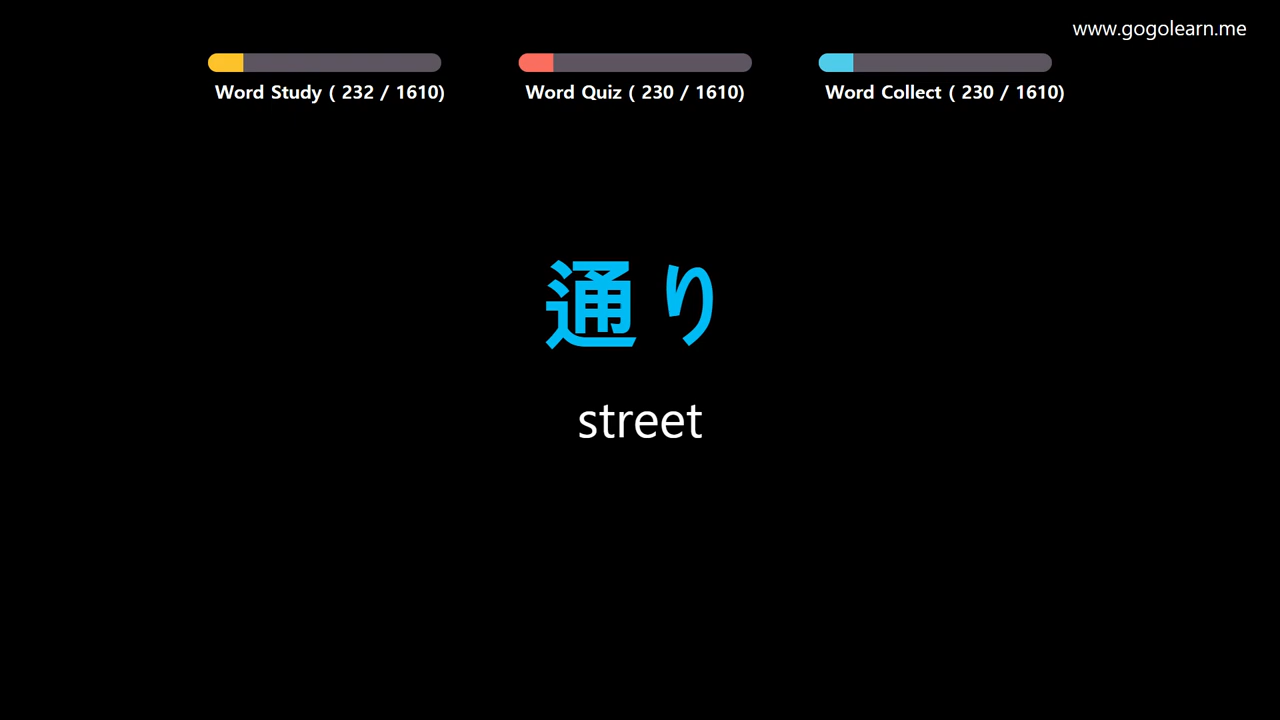 www.gogolearn.me
Word Study ( 232 / 1610)
Word Quiz ( 230 / 1610)
Word Collect ( 230 / 1610)
通り
street